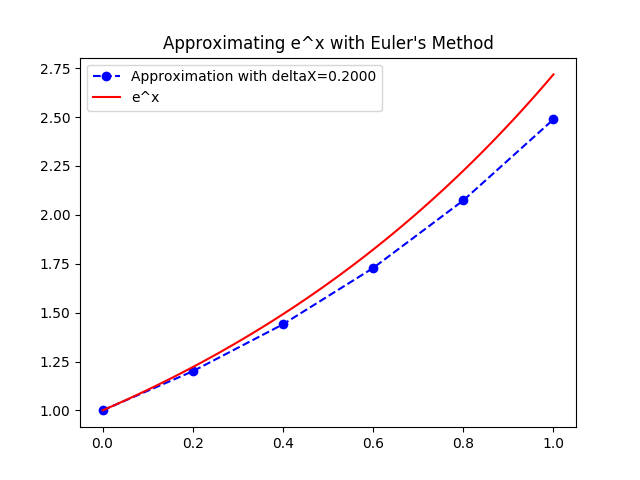 Approximating e^x with Euler's Method
Approximation with deltaX=0.2000
e^x
2.75
2.50
2.25
2.00
1.75
1.50
1.25
1.00
0.0 0.2 0.4 0.6 0.8 1.0